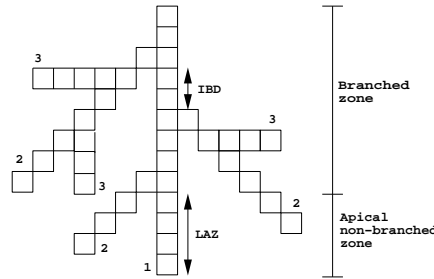 3
IBD
Branched
zone
3
2
3
2
LAZ
Apical
non-branched
zone
2
1